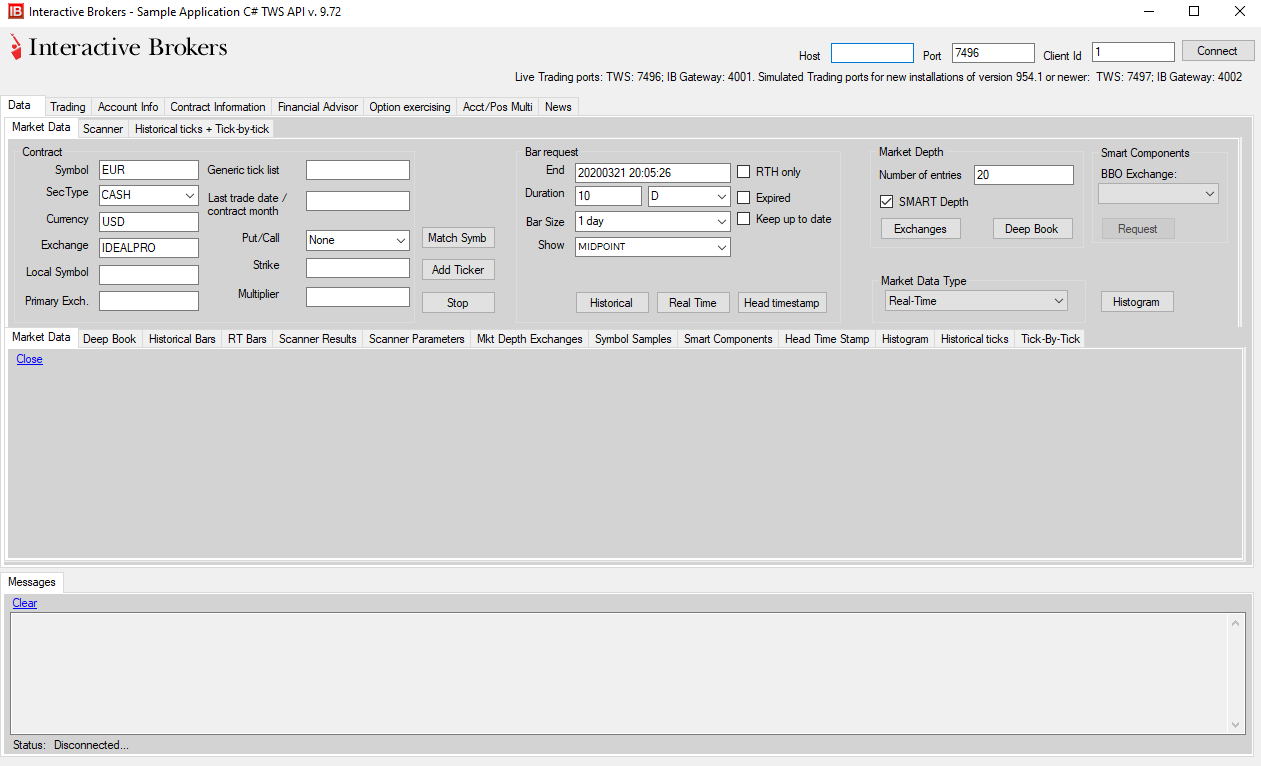 IB Interactive Brokers - Sample Application C# TWS API v. 9.72
Interactive Brokers
Host Port 7496 Client Id 1 Connect
Live Trading ports: TWS: 7496; IB Gateway: 4001. Simulated Trading ports for new installations of version 954.1 or newer: TWS: 7497; IB Gateway: 4002
Data Trading Account Info Contract Information Financial Advisor Option exercising Acct/Pos Multi News
Market Data Scanner Historical ticks + Tick-by-tick
Contract
Symbol EUR
SecType CASH
Currency USD
Exchange IDEALPRO
Local Symbol
Primary Exch.
Generic tick list
Last trade date /
contract month
Put/Call None
Strike
Multiplier
Match Symb
Add Ticker
Stop
Bar request
End 20200321 20:05:26
Duration 10 D
Bar Size 1 day
Show MIDPOINT
RTH only
Expired
Keep up to date
Historical Real Time Head timestamp
Market Depth
Number of entries 20
SMART Depth
Exchanges Deep Book
Smart Components
BBO Exchange:
Request
Market Data Type
Real-Time
Histogram
Market Data Deep Book Historical Bars RT Bars Scanner Results Scanner Parameters Mkt Depth Exchanges Symbol Samples Smart Components Head Time Stamp Histogram Historical ticks Tick-By-Tick
Close
Messages
Clear
Status: Disconnected...